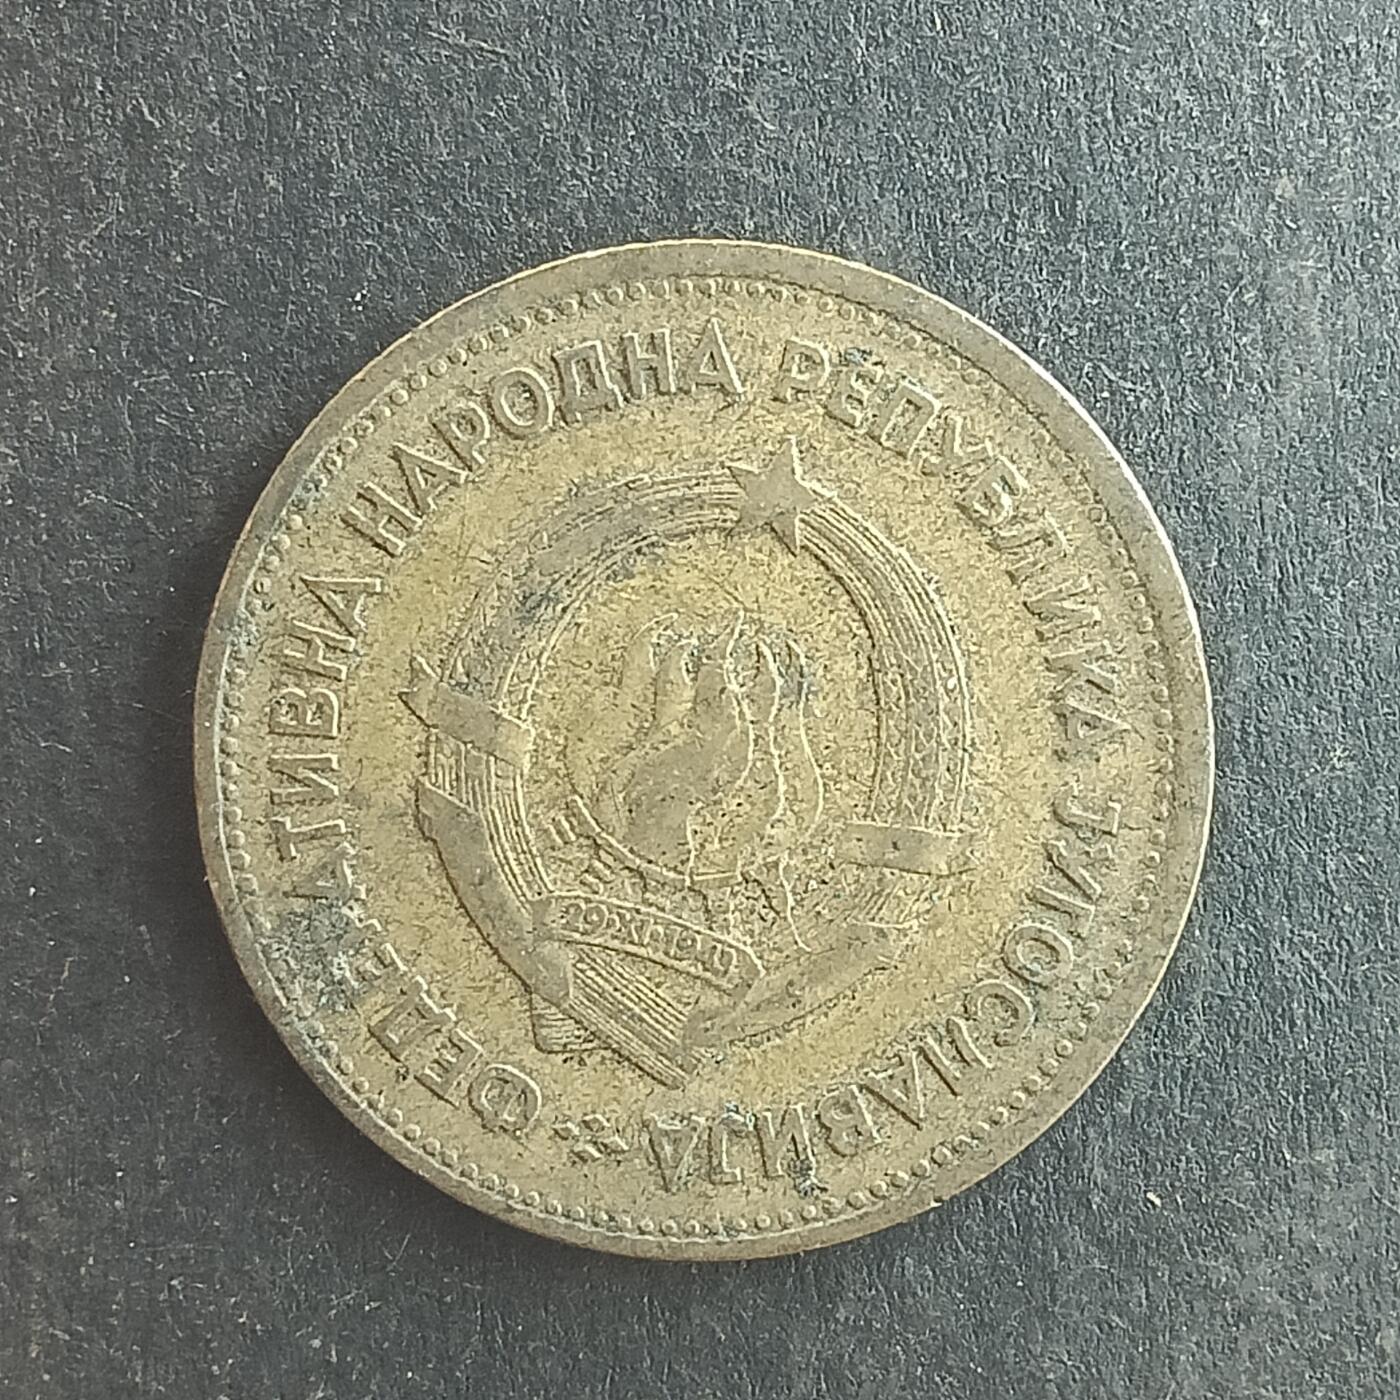 ФЕДЕРАТИВНА НАРОДНА РЕПУБЛИКА ЈУГОСЛАВИЈА
29·XI·1943